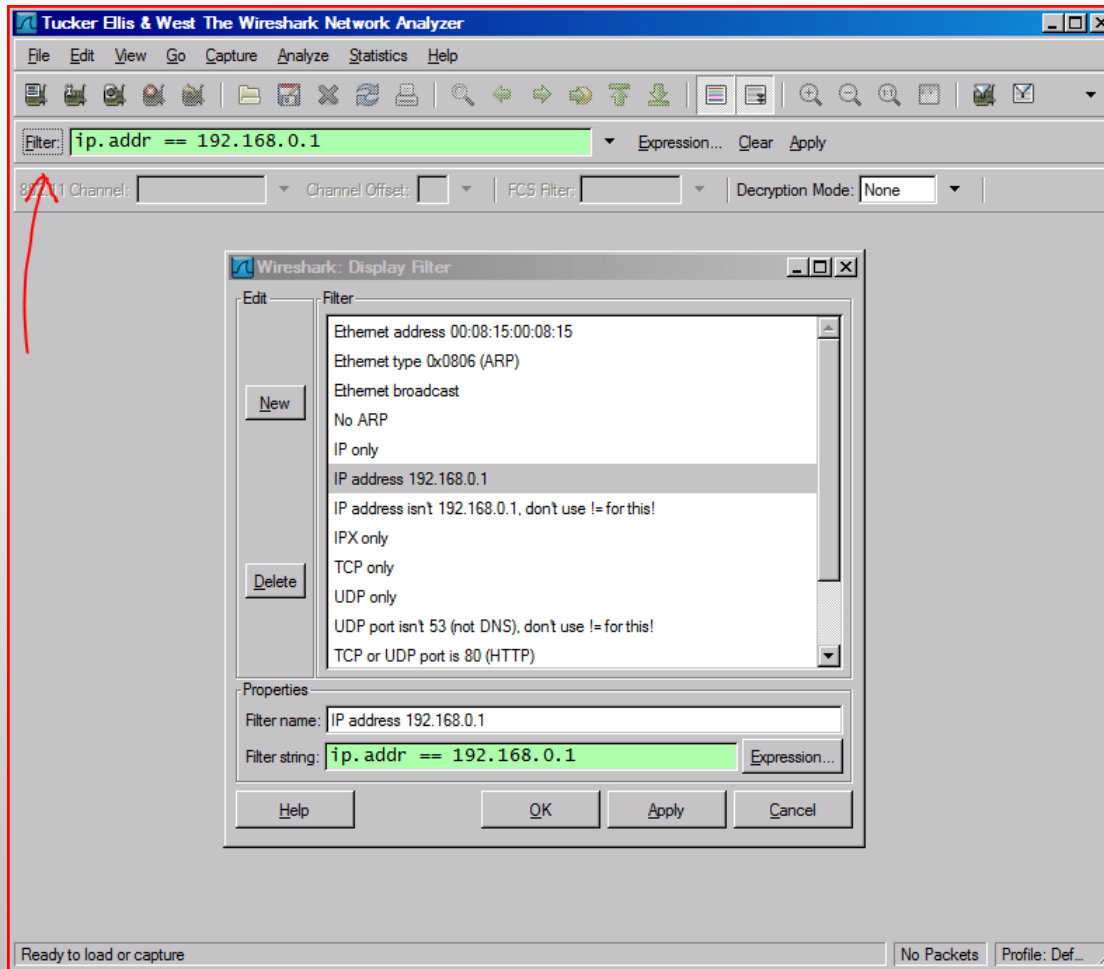 Tucker Ellis & West The Wireshark Network Analyzer
File Edit View Go Capture Analyze Statistics Help
Filter: ip.addr == 192.168.0.1 Expression... Clear Apply
802.11 Channel: Channel Offset: FCS Filter: Decryption Mode: None
Wireshark: Display Filter
Edit Filter
Ethernet address 00:08:15:00:08:15
Ethernet type 0x0806 (ARP)
Ethernet broadcast
New
No ARP
IP only
IP address 192.168.0.1
IP address isn't 192.168.0.1, don't use != for this!
IPX only
TCP only
Delete
UDP only
UDP port isn't 53 (not DNS), don't use != for this!
TCP or UDP port is 80 (HTTP)
Properties
Filter name: IP address 192.168.0.1
Filter string: ip.addr == 192.168.0.1 Expression...
Help OK Apply Cancel
Ready to load or capture No Packets Profile: Def...